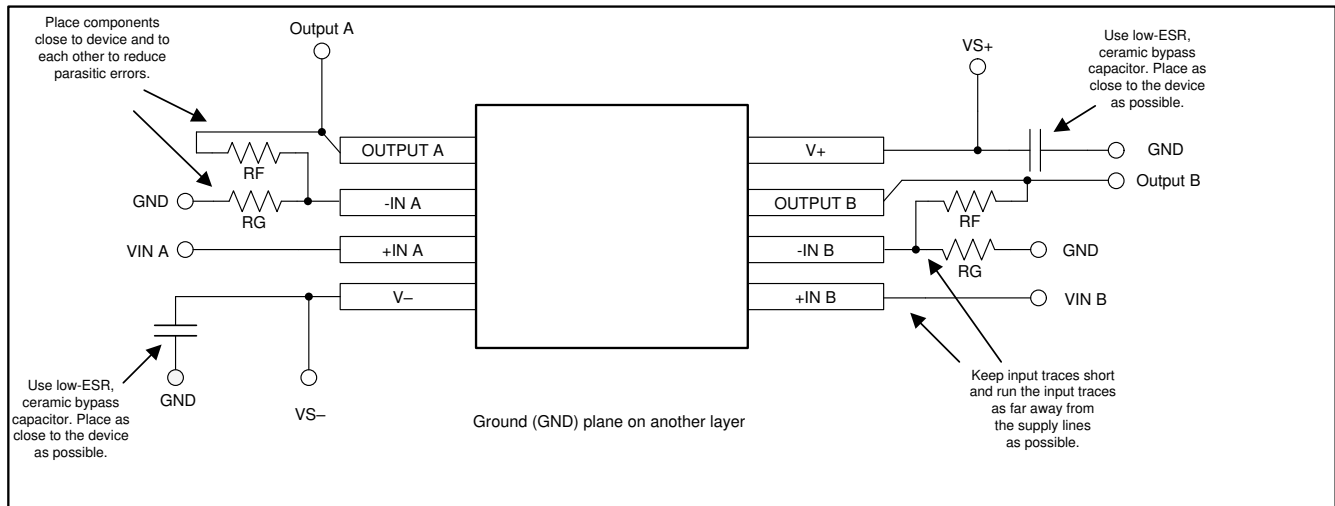 Place components
close to device and to
each other to reduce
parasitic errors.
Output A
VS+
Use low-ESR,
ceramic bypass
capacitor. Place as
close to the device
as possible.
OUTPUT A
V+
GND
RF
Output B
GND
-IN A
OUTPUT B
RG
RF
VIN A
+IN A
-IN B
GND
RG
V–
+IN B
VIN B
Use low-ESR,
ceramic bypass
capacitor. Place as
close to the device
as possible.
GND
VS–
Ground (GND) plane on another layer
Keep input traces short
and run the input traces
as far away from
the supply lines
as possible.